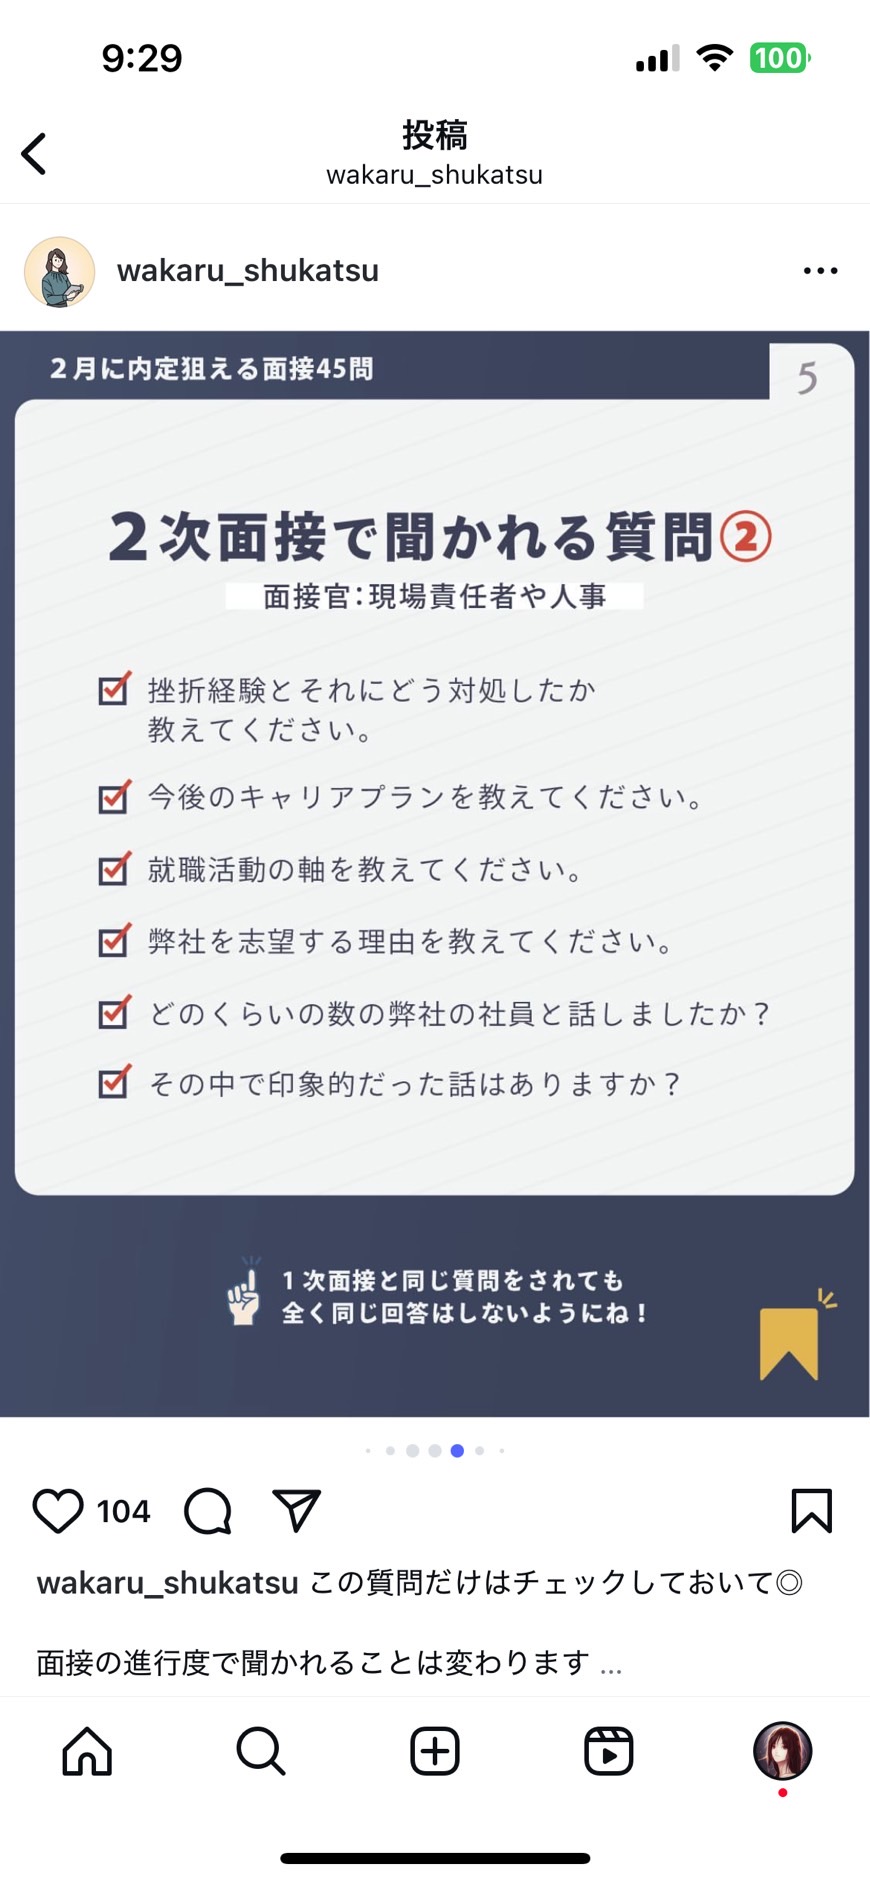 9:29
100
投稿
wakaru_shukatsu
wakaru_shukatsu
２月に内定狙える面接45問
5
２次面接で聞かれる質問②
面接官：現場責任者や人事
挫折経験とそれにどう対処したか
教えてください。
今後のキャリアプランを教えてください。
就職活動の軸を教えてください。
弊社を志望する理由を教えてください。
どのくらいの数の弊社の社員と話しましたか？
その中で印象的だった話はありますか？
１次面接と同じ質問をされても
全く同じ回答はしないようにね！
104
wakaru_shukatsu この質問だけはチェックしておいて◎
面接の進行度で聞かれることは変わります ...